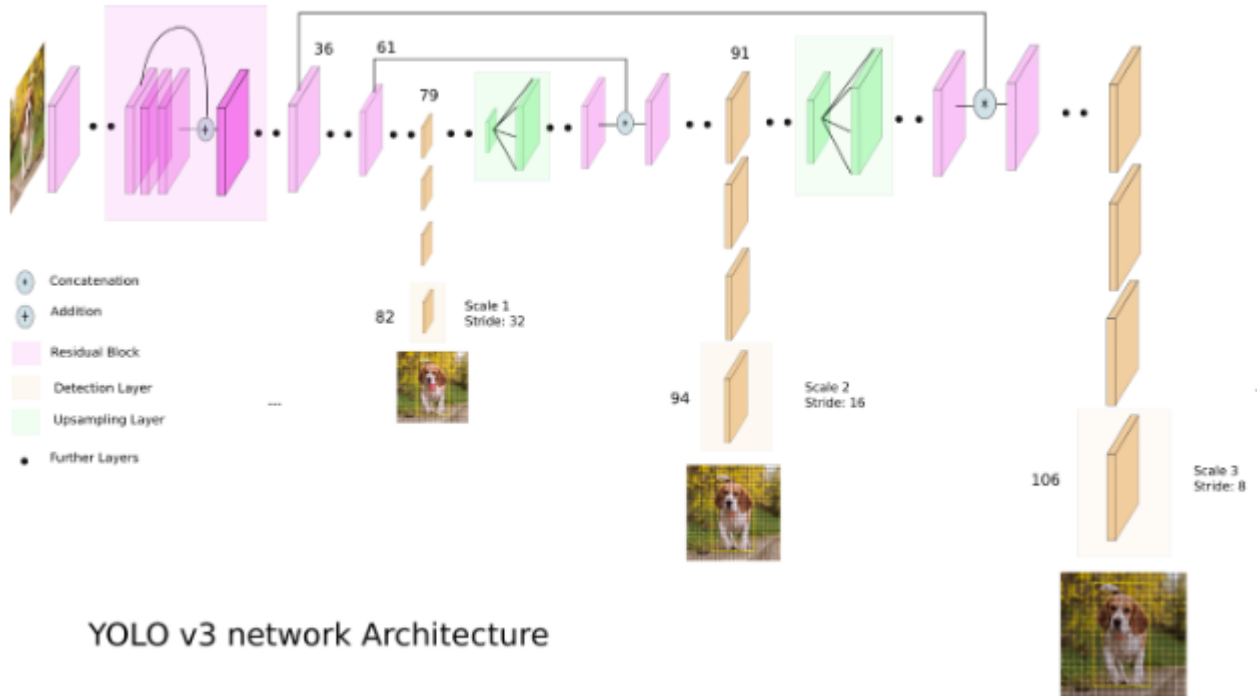 36
61
91
79
Concatenation
Addition
Residual Block
Detection Layer
Upsampling Layer
Further Layers
...
82
Scale 1
Stride: 32
94
Scale 2
Stride: 16
106
Scale 3
Stride: 8
YOLO v3 network Architecture